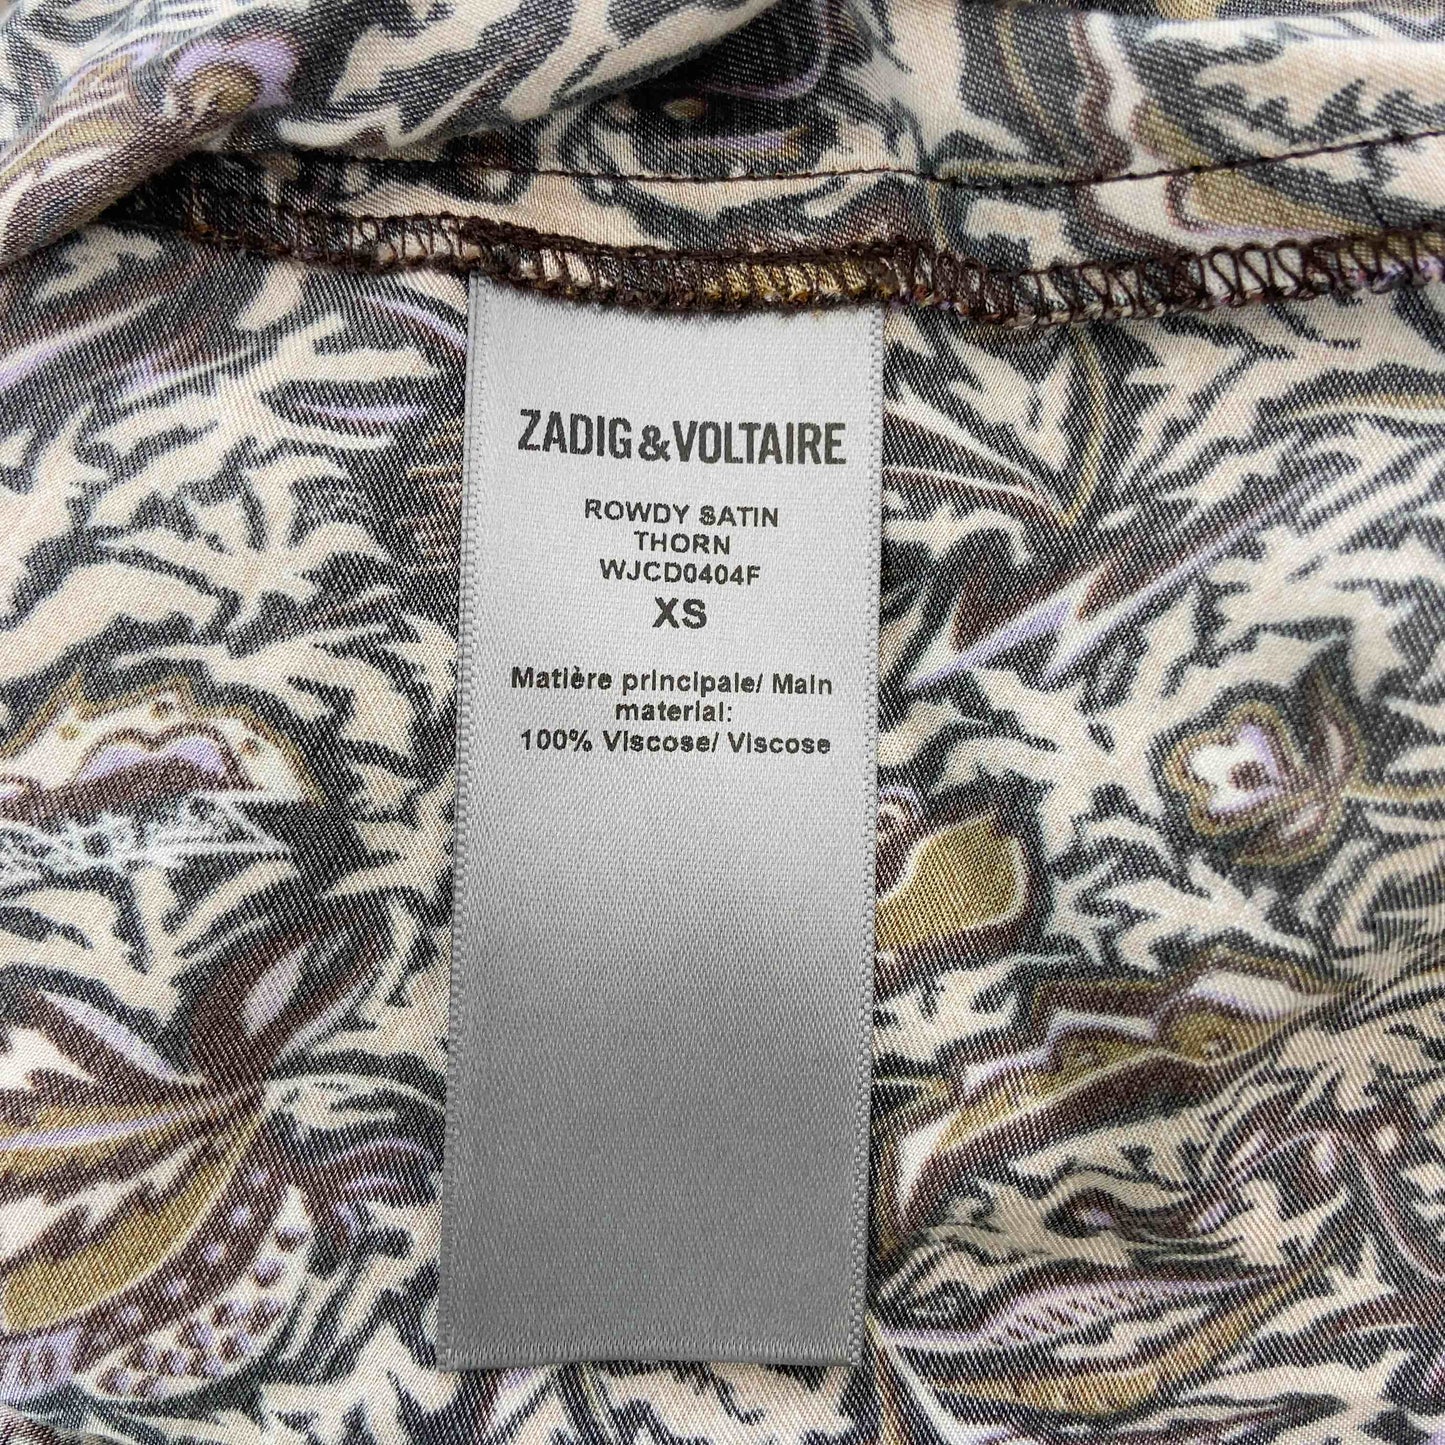 ZADIG&VOLTAIRE
ROWDY SATIN
THORN
WJCD0404F
XS
Matière principale/ Main
material:
100% Viscose/ Viscose